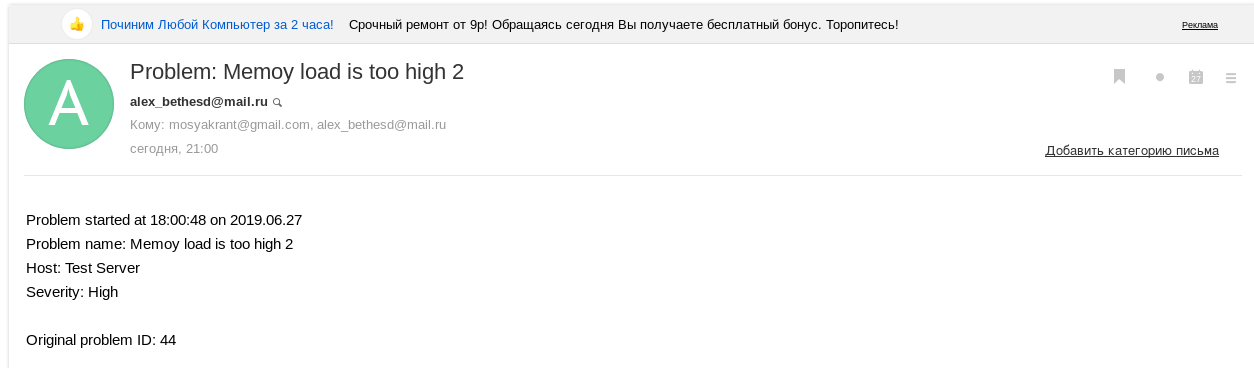 Починим Любой Компьютер за 2 часа! Срочный ремонт от 9р! Обращаясь сегодня Вы получаете бесплатный бонус. Торопитесь! Реклама
A
Problem: Memoy load is too high 2
27
alex_bethesd@mail.ru
Кому: mosyakrant@gmail.com, alex_bethesd@mail.ru
сегодня, 21:00
Добавить категорию письма
Problem started at 18:00:48 on 2019.06.27
Problem name: Memoy load is too high 2
Host: Test Server
Severity: High
Original problem ID: 44